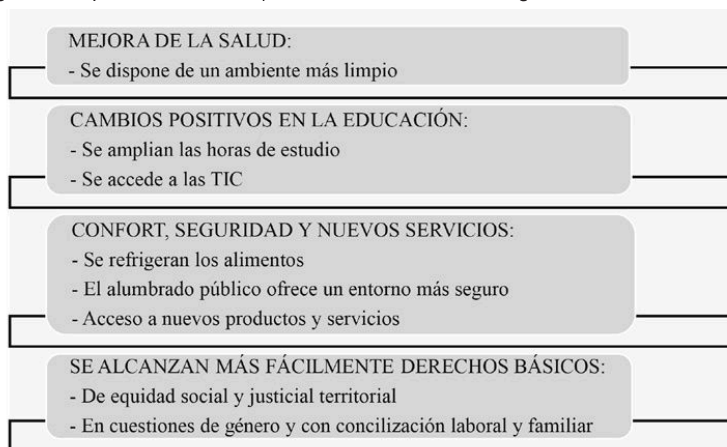 MEJORA DE LA SALUD:
- Se dispone de un ambiente más limpio
CAMBIOS POSITIVOS EN LA EDUCACIÓN:
- Se amplian las horas de estudio
- Se accede a las TIC
CONFORT, SEGURIDAD Y NUEVOS SERVICIOS:
- Se refrigeran los alimentos
- El alumbrado público ofrece un entorno más seguro
- Acceso a nuevos productos y servicios
SE ALCANZAN MÁS FÁCILMENTE DERECHOS BÁSICOS:
- De equidad social y justicial territorial
- En cuestiones de género y con concilización laboral y familiar